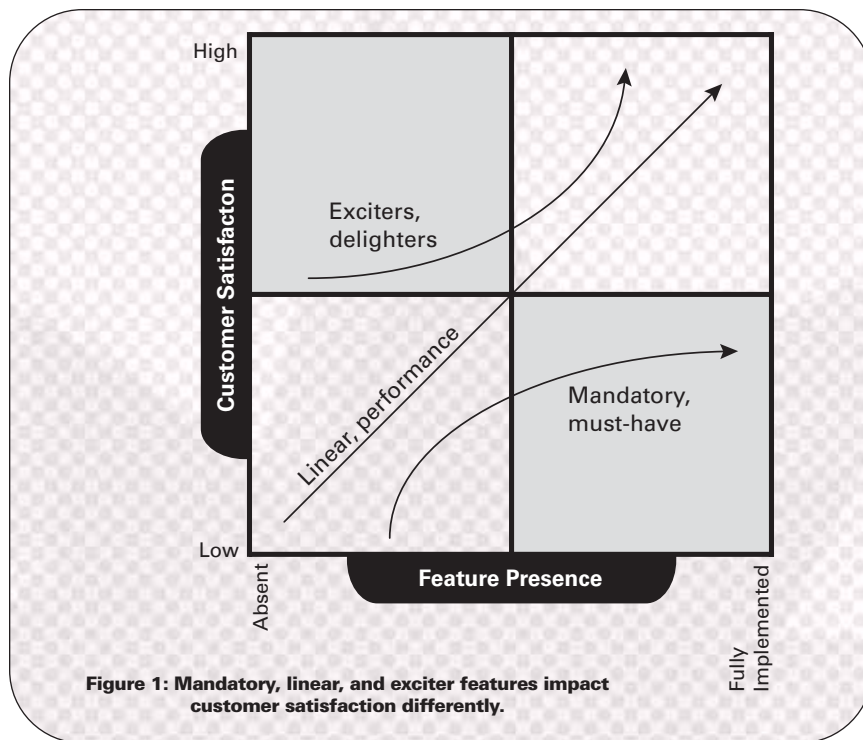 High
Customer Satisfacton
Exciters,
delighters
Linear, performance
Mandatory,
must-have
Low
Absent
Feature Presence
Fully
Implemented
Figure 1: Mandatory, linear, and exciter features impact
customer satisfaction differently.